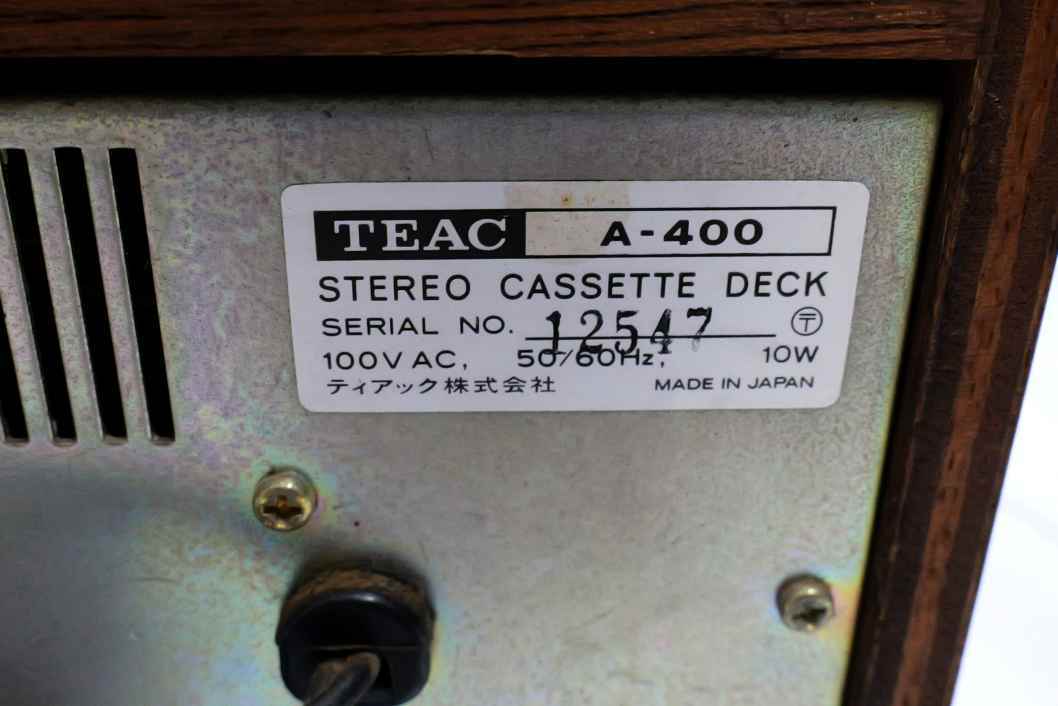 TEAC A-400
STEREO CASSETTE DECK
SERIAL NO. 12547 〒
100V AC, 50/60Hz, 10W
ティアック株式会社 MADE IN JAPAN